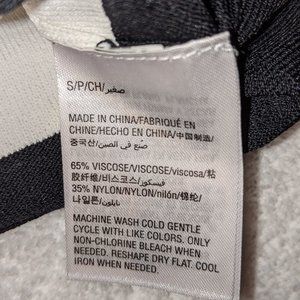 S/P/CH/صغير
MADE IN CHINA/FABRIQUÉ EN
CHINE/HECHO EN CHINA/中国制造/
중국산/صنع في الصين
65% VISCOSE/VISCOSE/viscosa/粘
胶纤维/비스코스/فيسكوز
35% NYLON/NYLON/nilón/锦纶/
나일론/نايلون
MACHINE WASH COLD GENTLE
CYCLE WITH LIKE COLORS. ONLY
NON-CHLORINE BLEACH WHEN
NEEDED. RESHAPE DRY FLAT. COOL
IRON WHEN NEEDED.